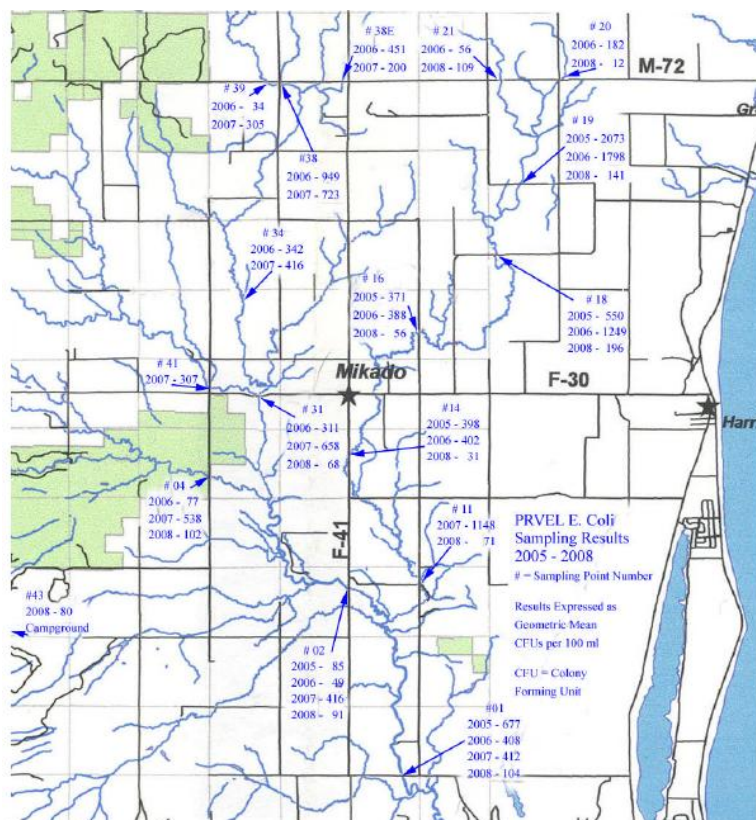 # 38E
2006 - 451
2007 - 200
# 21
2006 - 56
2008 - 109
# 20
2006 - 182
2008 - 12
M-72
# 39
2006 - 34
2007 - 305
Gr
#38
2006 - 949
2007 - 723
# 19
2005 - 2073
2006 - 1798
2008 - 141
# 34
2006 - 342
2007 - 416
# 16
2005 - 371
2006 - 388
2008 - 56
# 18
2005 - 550
2006 - 1249
2008 - 196
# 41
2007 - 307
Mikado
F-30
# 31
2006 - 311
2007 - 658
2008 - 68
#14
2005 - 398
2006 - 402
2008 - 31
Harr
# 04
2006 - 77
2007 - 538
2008 - 102
F-41
# 11
2007 - 1148
2008 - 71
PRVEL E. Coli
Sampling Results
2005 - 2008
# = Sampling Point Number
Results Expressed as
Geometric Mean
CFUs per 100 ml
CFU = Colony
Forming Unit
#43
2008 - 80
Campground
# 02
2005 - 85
2006 - 49
2007 - 416
2008 - 91
#01
2005 - 677
2006 - 408
2007 - 412
2008 - 104